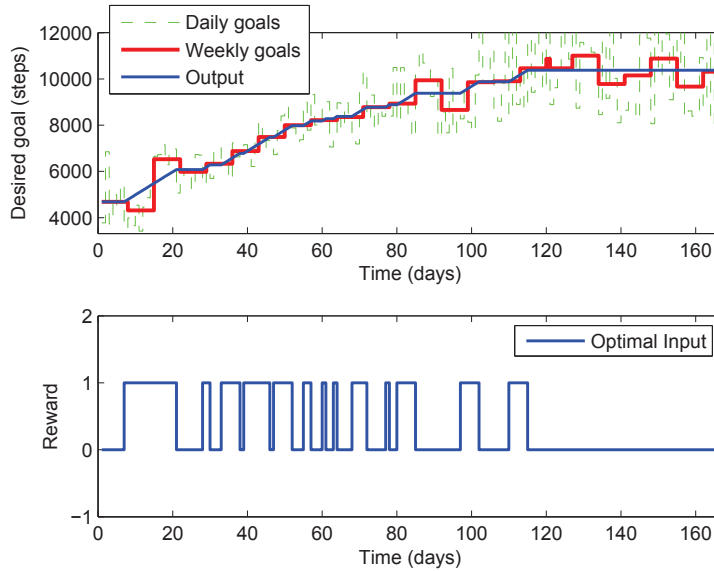 Daily goals
Weekly goals
Output
Desired goal (steps)
12000
10000
8000
6000
4000
0 20 40 60 80 100 120 140 160
Time (days)
Optimal Input
Reward
2
1
0
−1
0 20 40 60 80 100 120 140 160
Time (days)